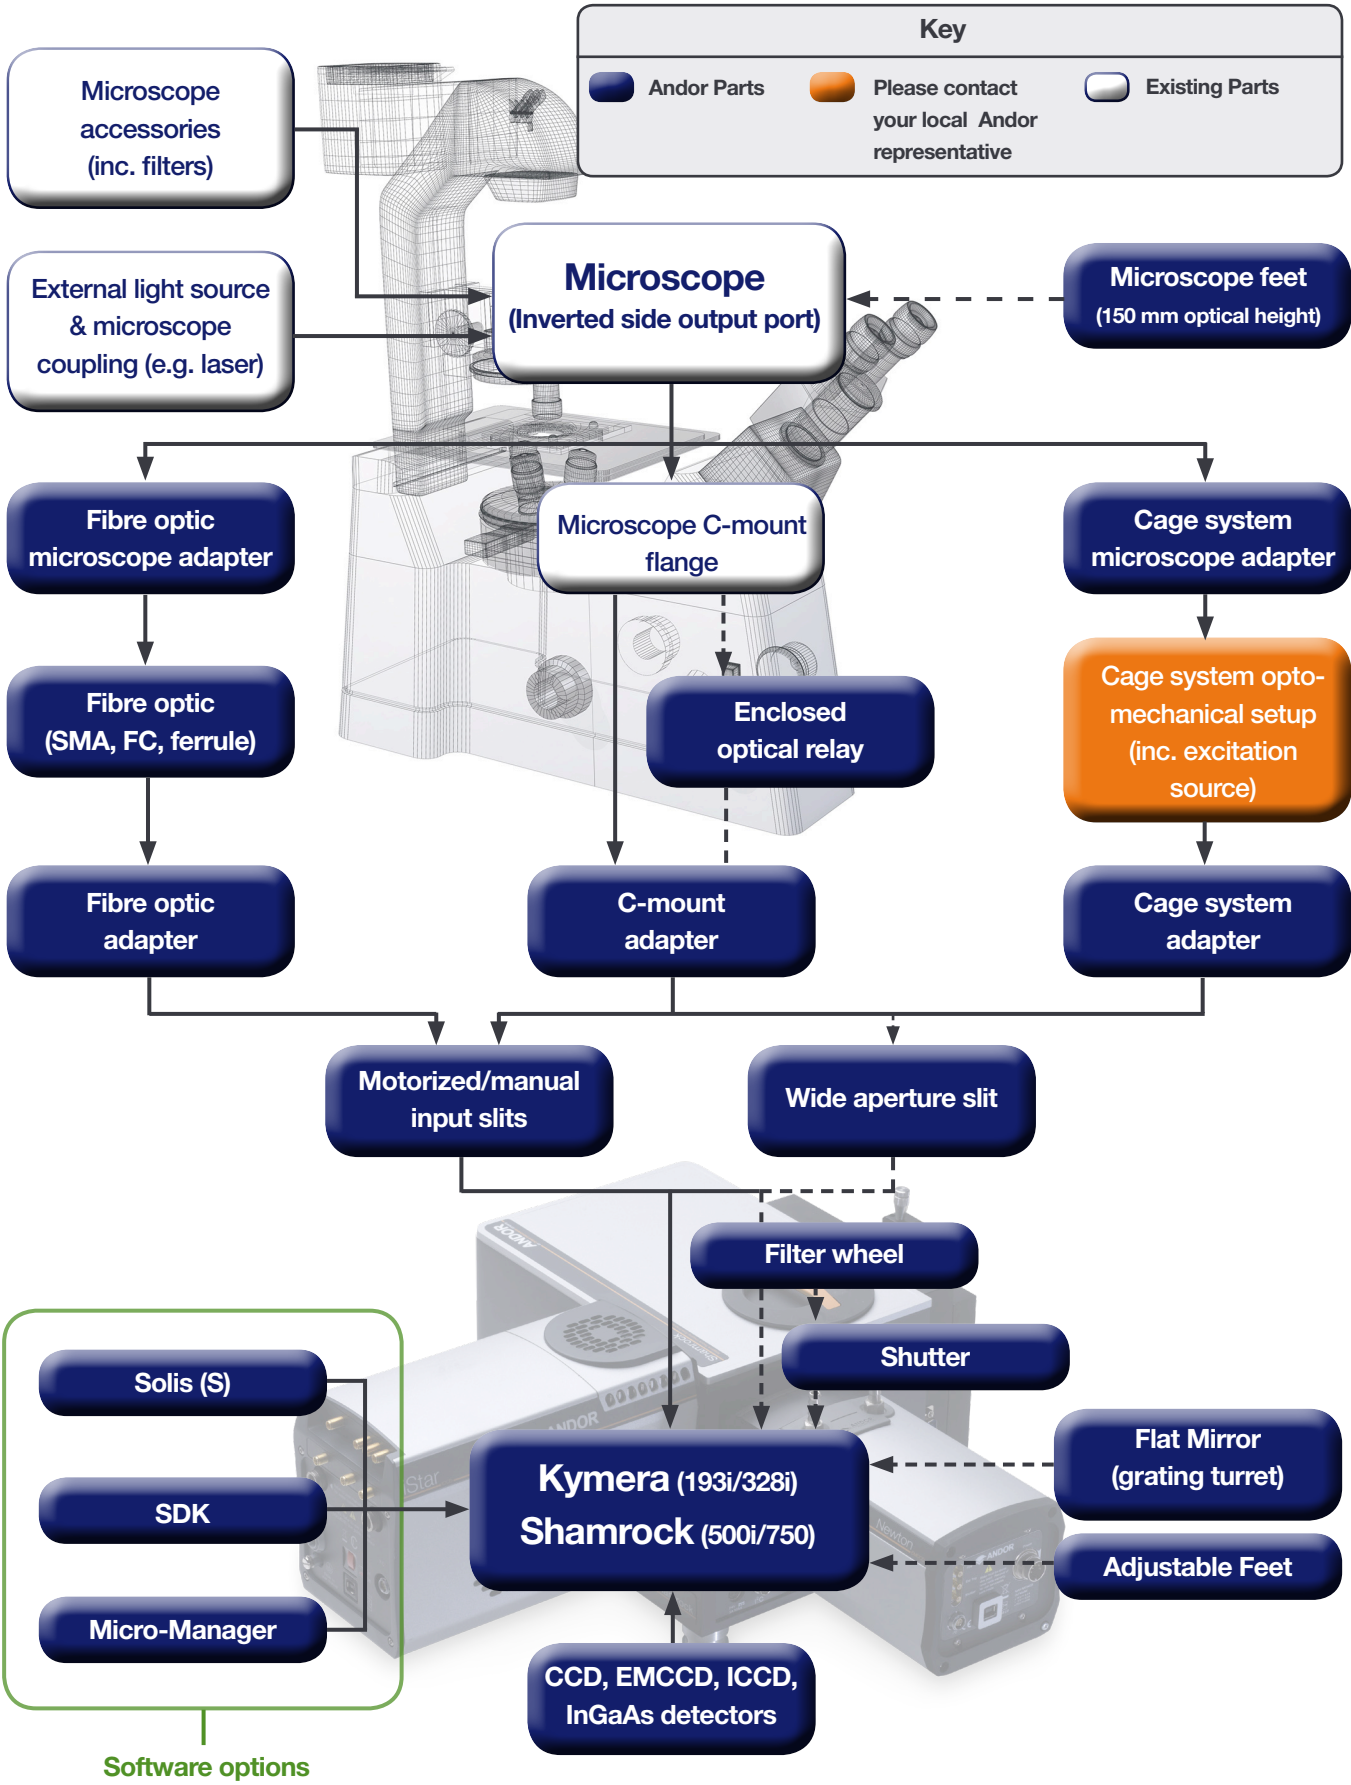 Key
Andor Parts
Please contact
your local Andor
representative
Existing Parts
Microscope
accessories
(inc. filters)
External light source
& microscope
coupling (e.g. laser)
Microscope
(Inverted side output port)
Microscope feet
(150 mm optical height)
Fibre optic
microscope adapter
Microscope C-mount
flange
Cage system
microscope adapter
Fibre optic
(SMA, FC, ferrule)
Enclosed
optical relay
Cage system opto-
mechanical setup
(inc. excitation
source)
Fibre optic
adapter
C-mount
adapter
Cage system
adapter
Motorized/manual
input slits
Wide aperture slit
ANDOR
Filter wheel
Shutter
Solis (S)
SDK
Micro-Manager
ANDOR
Kymera (193i/328i)
Shamrock (500i/750)
Newton
ANDOR
Flat Mirror
(grating turret)
Adjustable Feet
CCD, EMCCD, ICCD,
InGaAs detectors
Software options